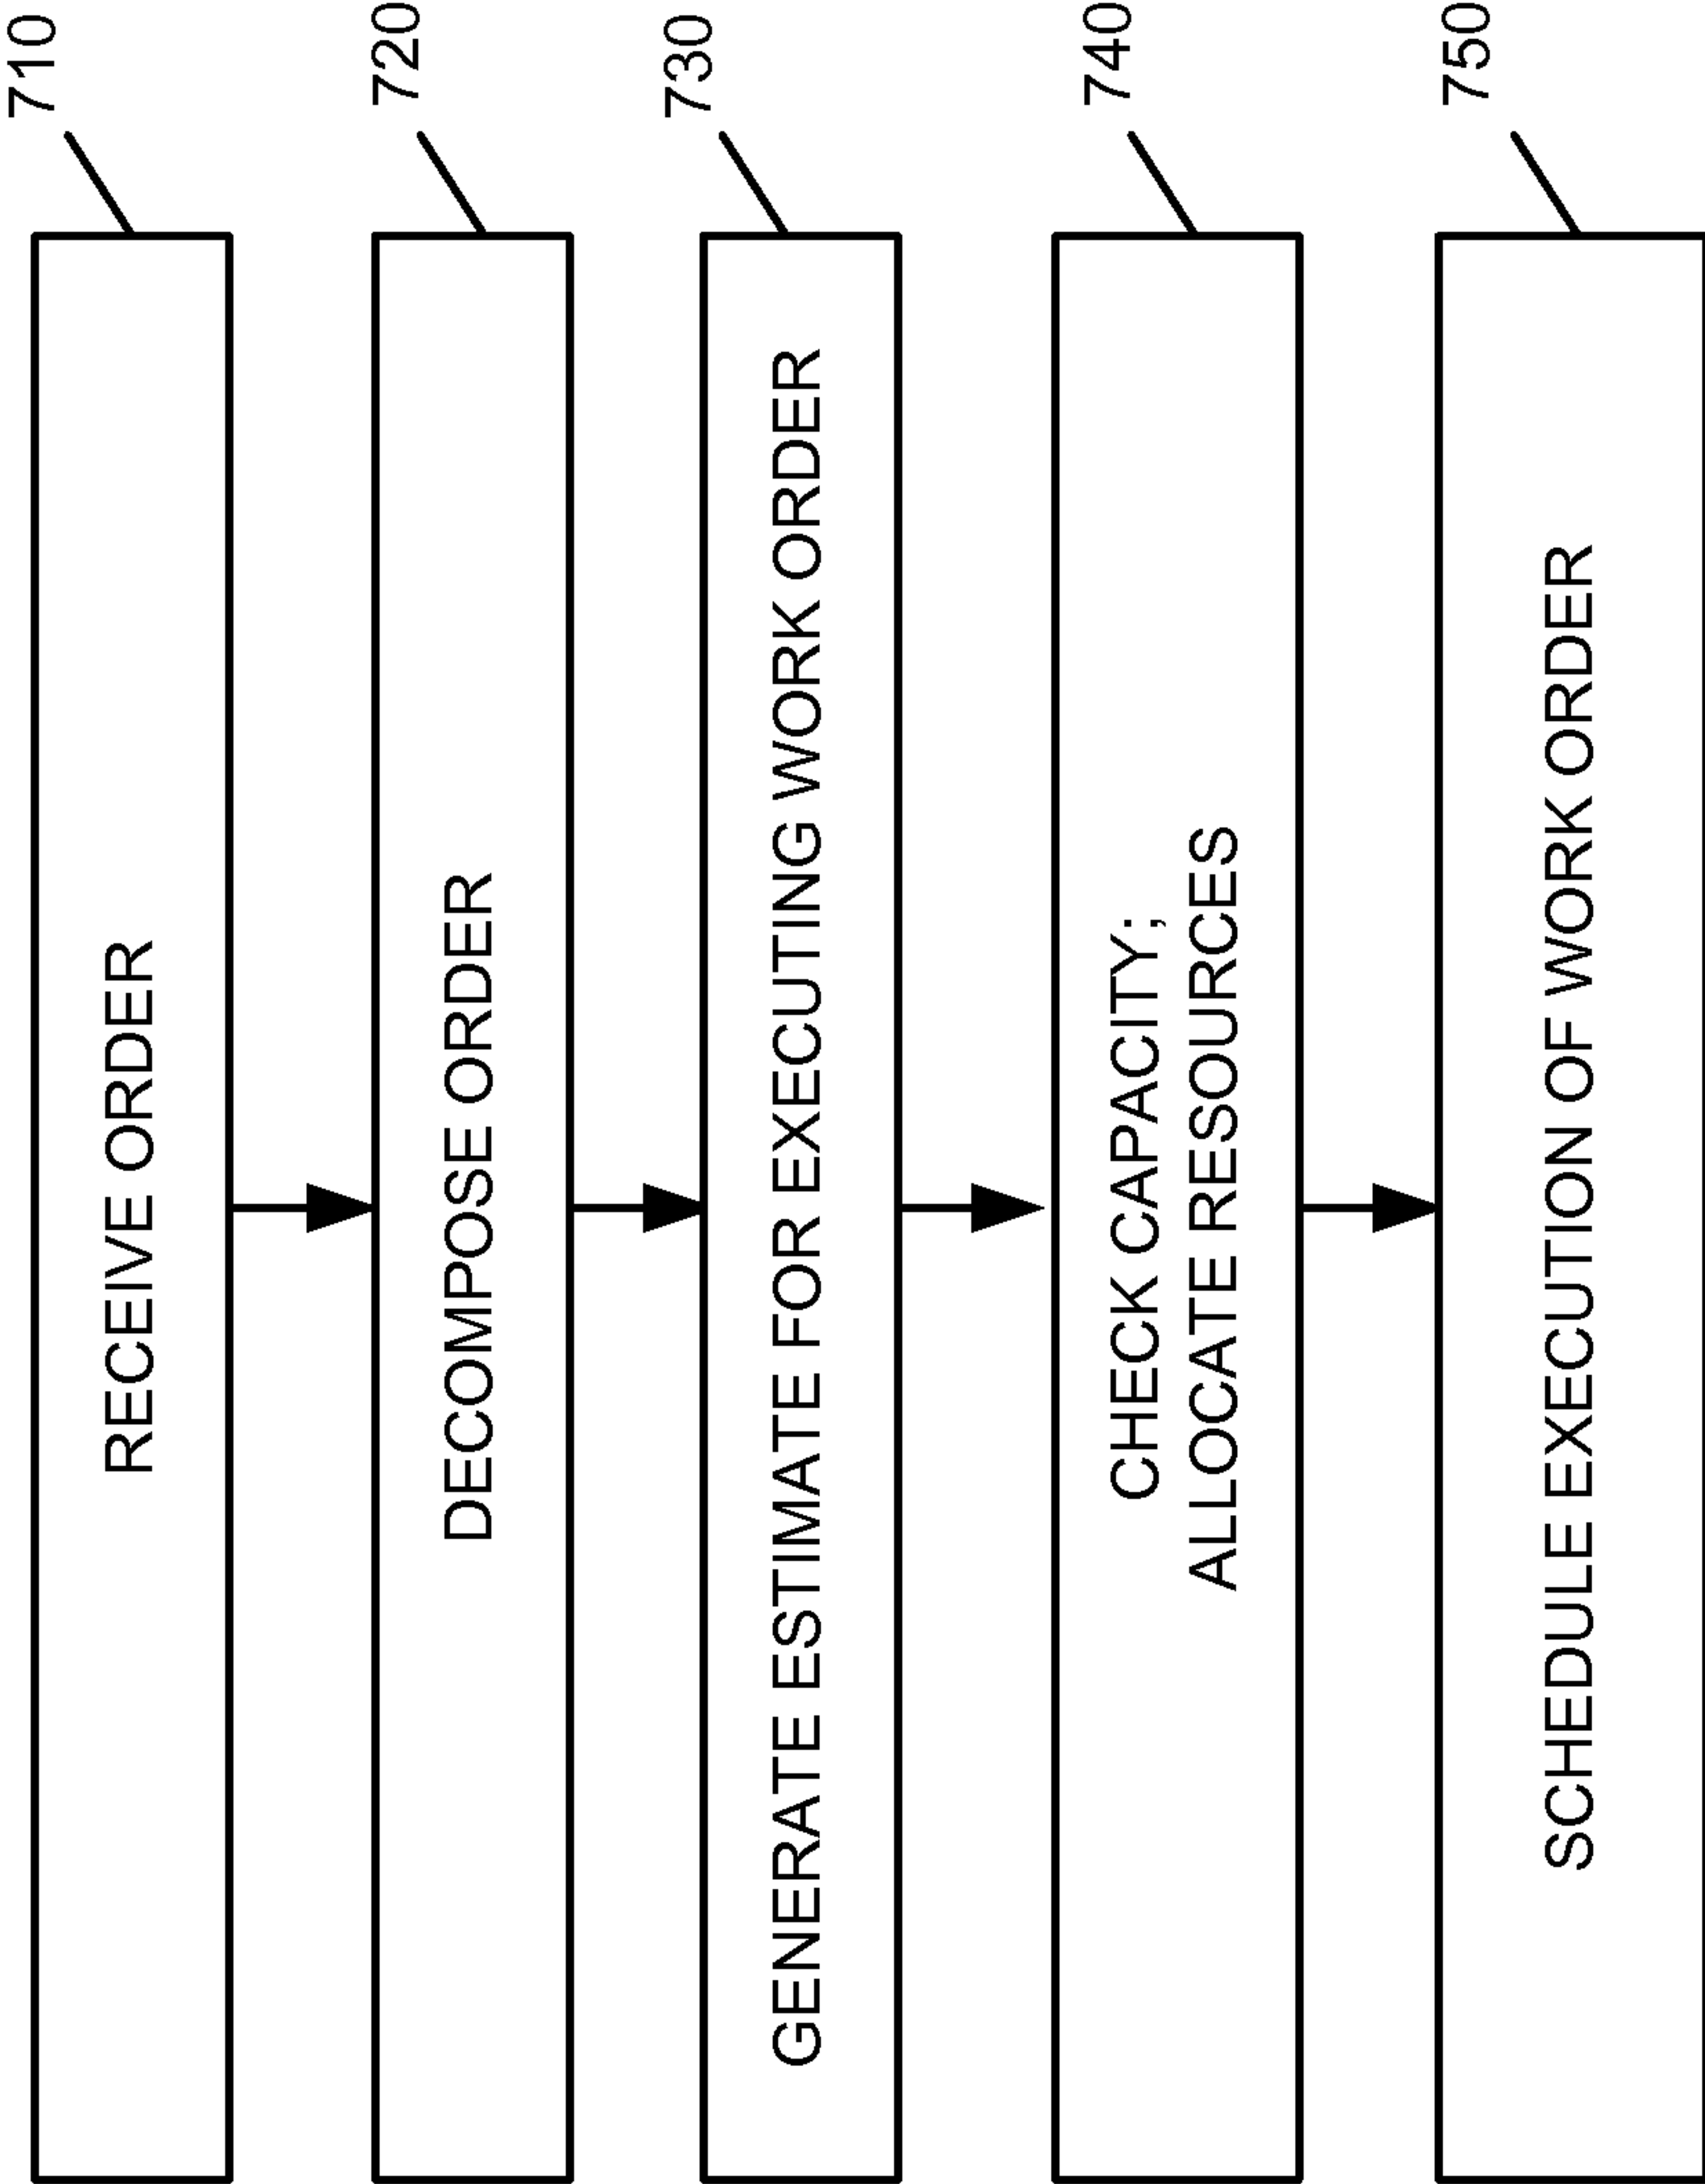 710
RECEIVE ORDER
720
DECOMPOSE ORDER
730
GENERATE ESTIMATE FOR EXECUTING WORK ORDER
740
CHECK CAPACITY;
ALLOCATE RESOURCES
750
SCHEDULE EXECUTION OF WORK ORDER